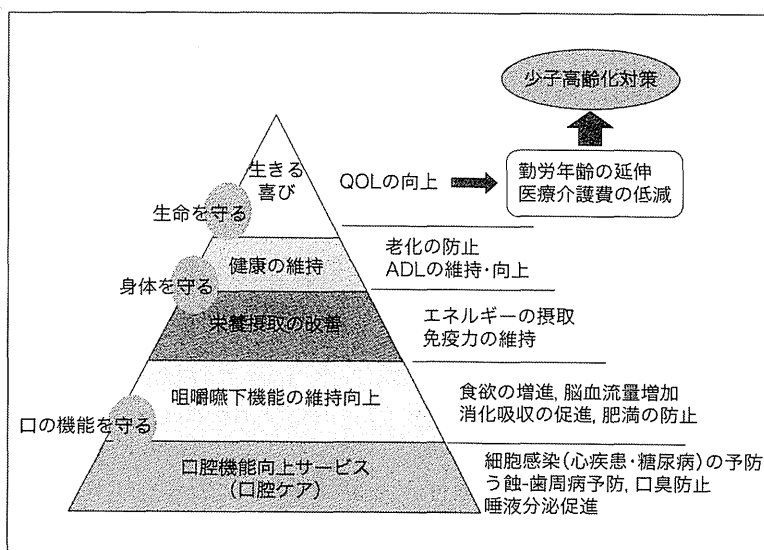 少子高齢化対策
勤労年齢の延伸
医療介護費の低減
生きる
喜び
QOLの向上
生命を守る
健康の維持
老化の防止
ADLの維持・向上
身体を守る
栄養摂取の改善
エネルギーの摂取
免疫力の維持
咀嚼嚥下機能の維持向上
食欲の増進, 脳血流量増加
消化吸収の促進, 肥満の防止
口の機能を守る
口腔機能向上サービス
(口腔ケア)
細胞感染(心疾患・糖尿病)の予防
う蝕-歯周病予防, 口臭防止
唾液分泌促進